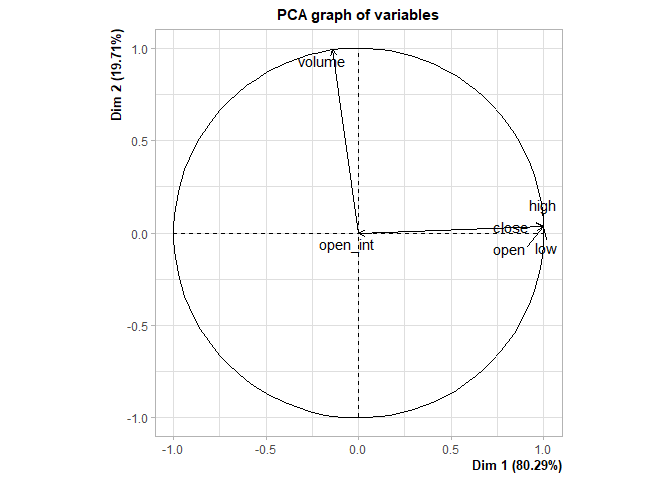 PCA graph of variables
Dim 2 (19.71%)
1.0
0.5
0.0
-0.5
-1.0
volume
high
close
open_int
open
low
-1.0
-0.5
0.0
0.5
1.0
Dim 1 (80.29%)